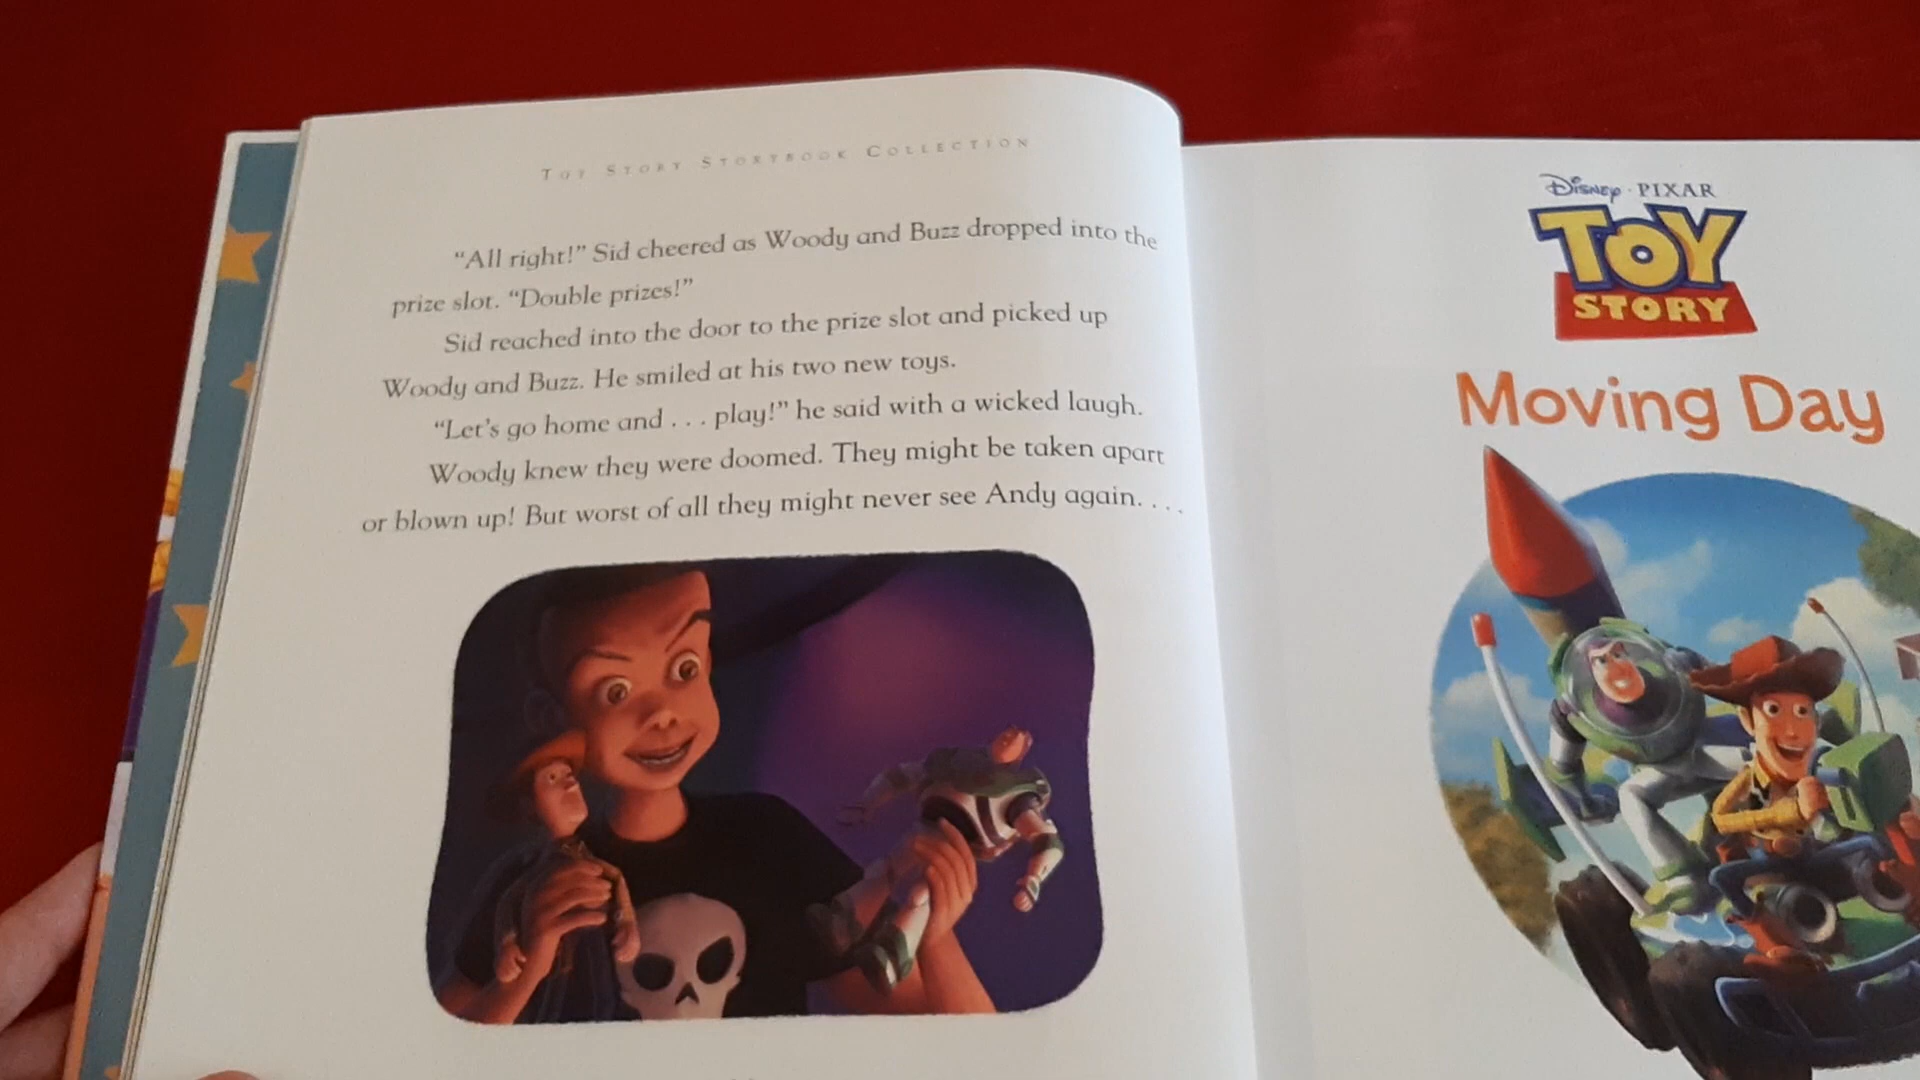 TOY STORY STORYBOOK COLLECTION
“All right!” Sid cheered as Woody and Buzz dropped into the
prize slot. “Double prizes!”
Sid reached into the door to the prize slot and picked up
Woody and Buzz. He smiled at his two new toys.
“Let’s go home and . . . play!” he said with a wicked laugh.
Woody knew they were doomed. They might be taken apart
or blown up! But worst of all they might never see Andy again. . . .
Disney · PIXAR
TOY
STORY
Moving Day